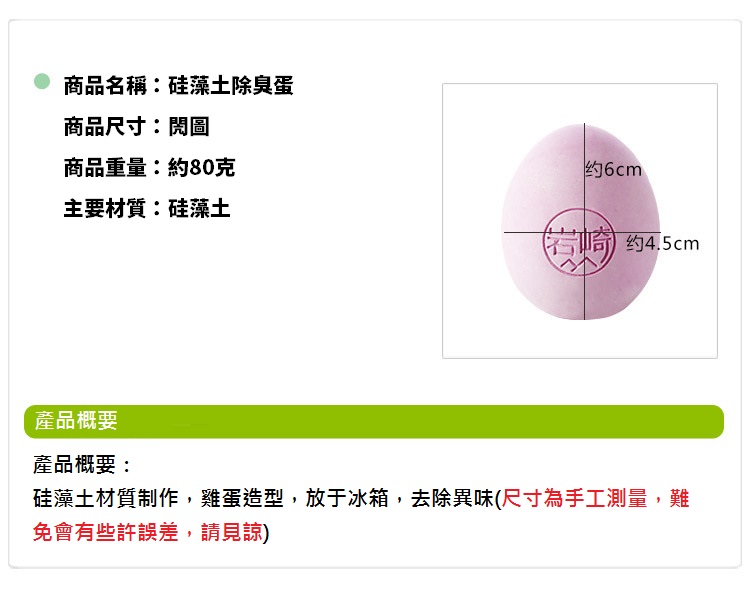 商品名稱：硅藻土除臭蛋
商品尺寸：閲圖
商品重量：約80克
主要材質：硅藻土
约6cm
岩崎
约4.5cm
產品概要
產品概要：
硅藻土材質制作，雞蛋造型，放于冰箱，去除異味(尺寸為手工測量，難
免會有些許誤差，請見諒)